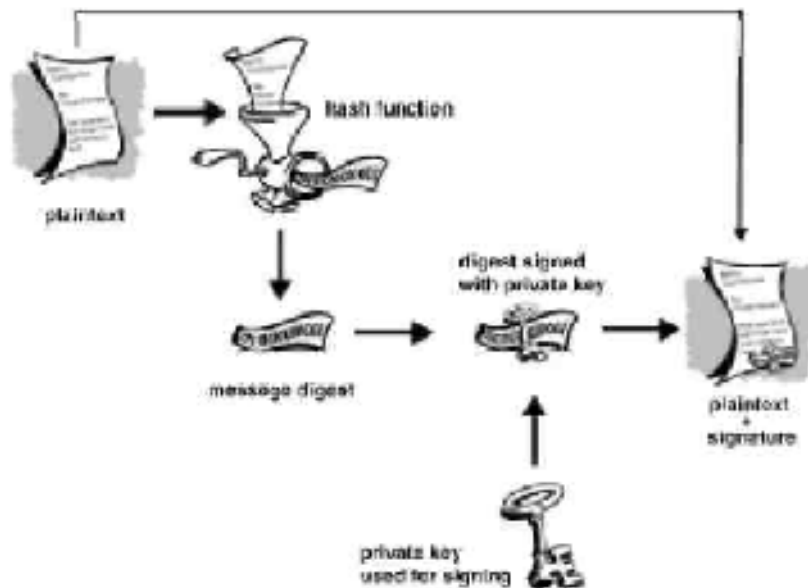 hash function
plaintext
digest signed
with private key
message digest
plaintext
+
signature
private key
used for signing